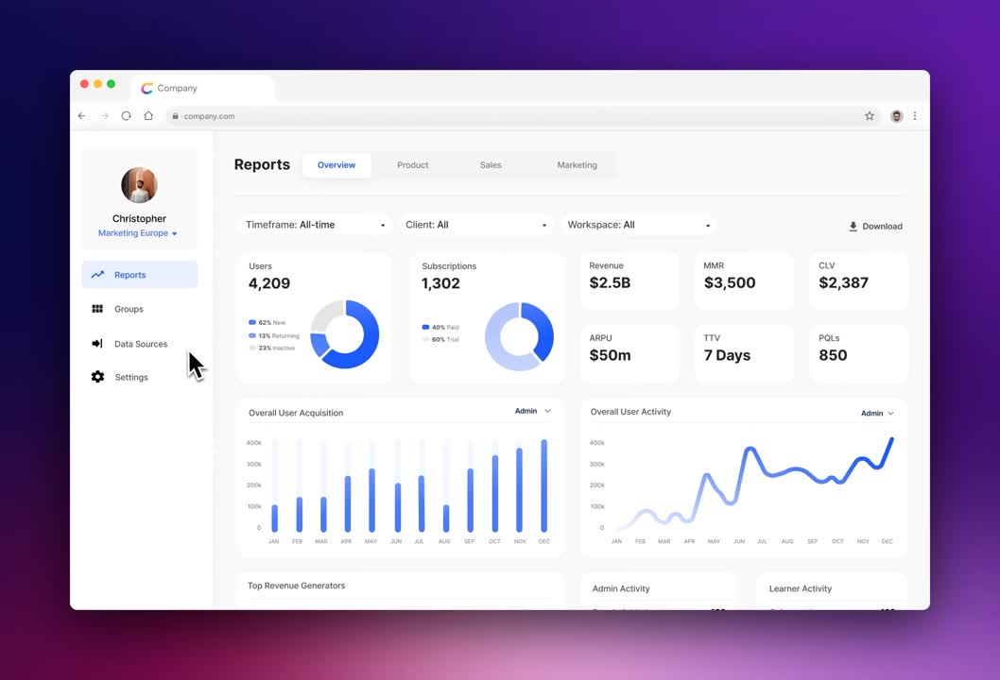 Company
company.com
Christopher
Marketing Europe
Reports
Groups
Data Sources
Settings
Reports
Overview
Product
Sales
Marketing
Timeframe: All-time
Client: All
Workspace: All
Download
Users
4,209
62% New
13% Returning
23% Inactive
Subscriptions
1,302
40% Paid
60% Trial
Revenue
$2.5B
MMR
$3,500
CLV
$2,387
ARPU
$50m
TTV
7 Days
PQLs
850
Overall User Acquisition
Admin
400k
300k
200k
100k
0
JAN FEB MAR APR MAY JUN JUL AUG SEP OCT NOV DEC
Overall User Activity
Admin
400k
300k
200k
100k
0
JAN FEB MAR APR MAY JUN JUL AUG SEP OCT NOV DEC
Top Revenue Generators
Admin Activity
Learner Activity